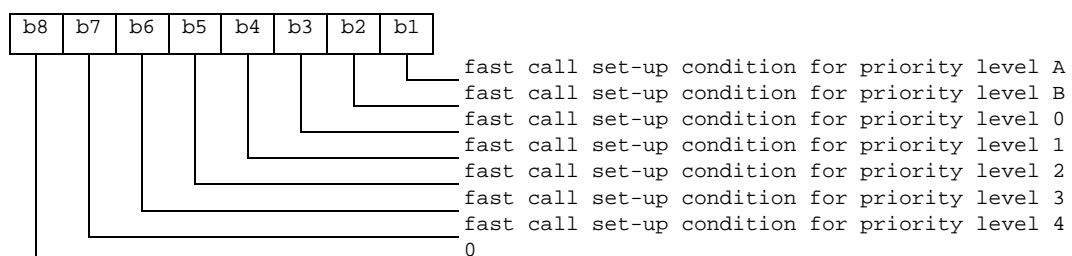 b8 b7 b6 b5 b4 b3 b2 b1
fast call set-up condition for priority level A
fast call set-up condition for priority level B
fast call set-up condition for priority level 0
fast call set-up condition for priority level 1
fast call set-up condition for priority level 2
fast call set-up condition for priority level 3
fast call set-up condition for priority level 4
0